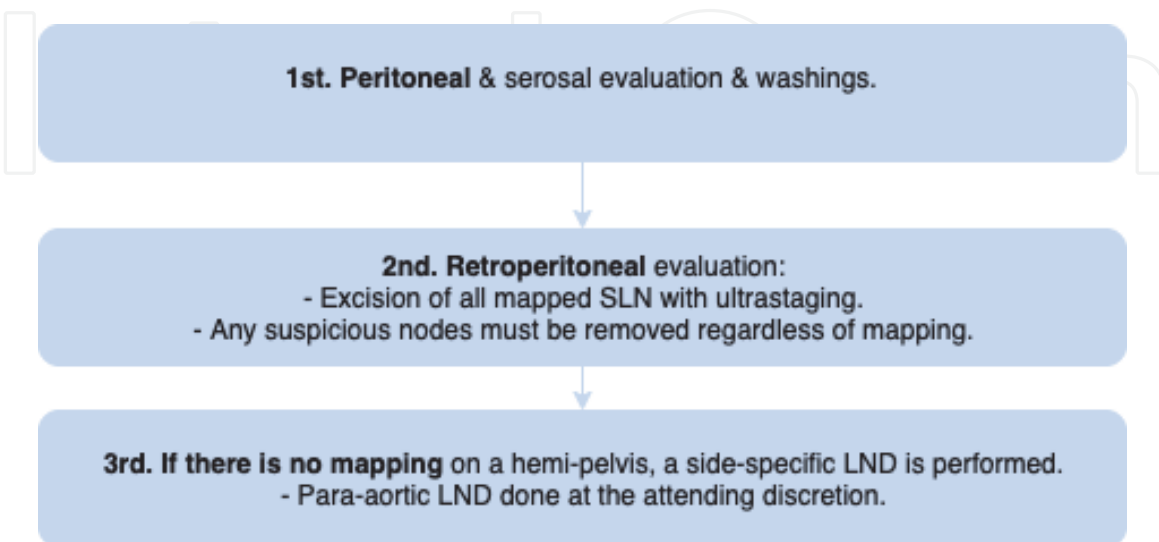 1st. Peritoneal & serosal evaluation & washings.
2nd. Retroperitoneal evaluation:
- Excision of all mapped SLN with ultrastaging.
- Any suspicious nodes must be removed regardless of mapping.
3rd. If there is no mapping on a hemi-pelvis, a side-specific LND is performed.
- Para-aortic LND done at the attending discretion.